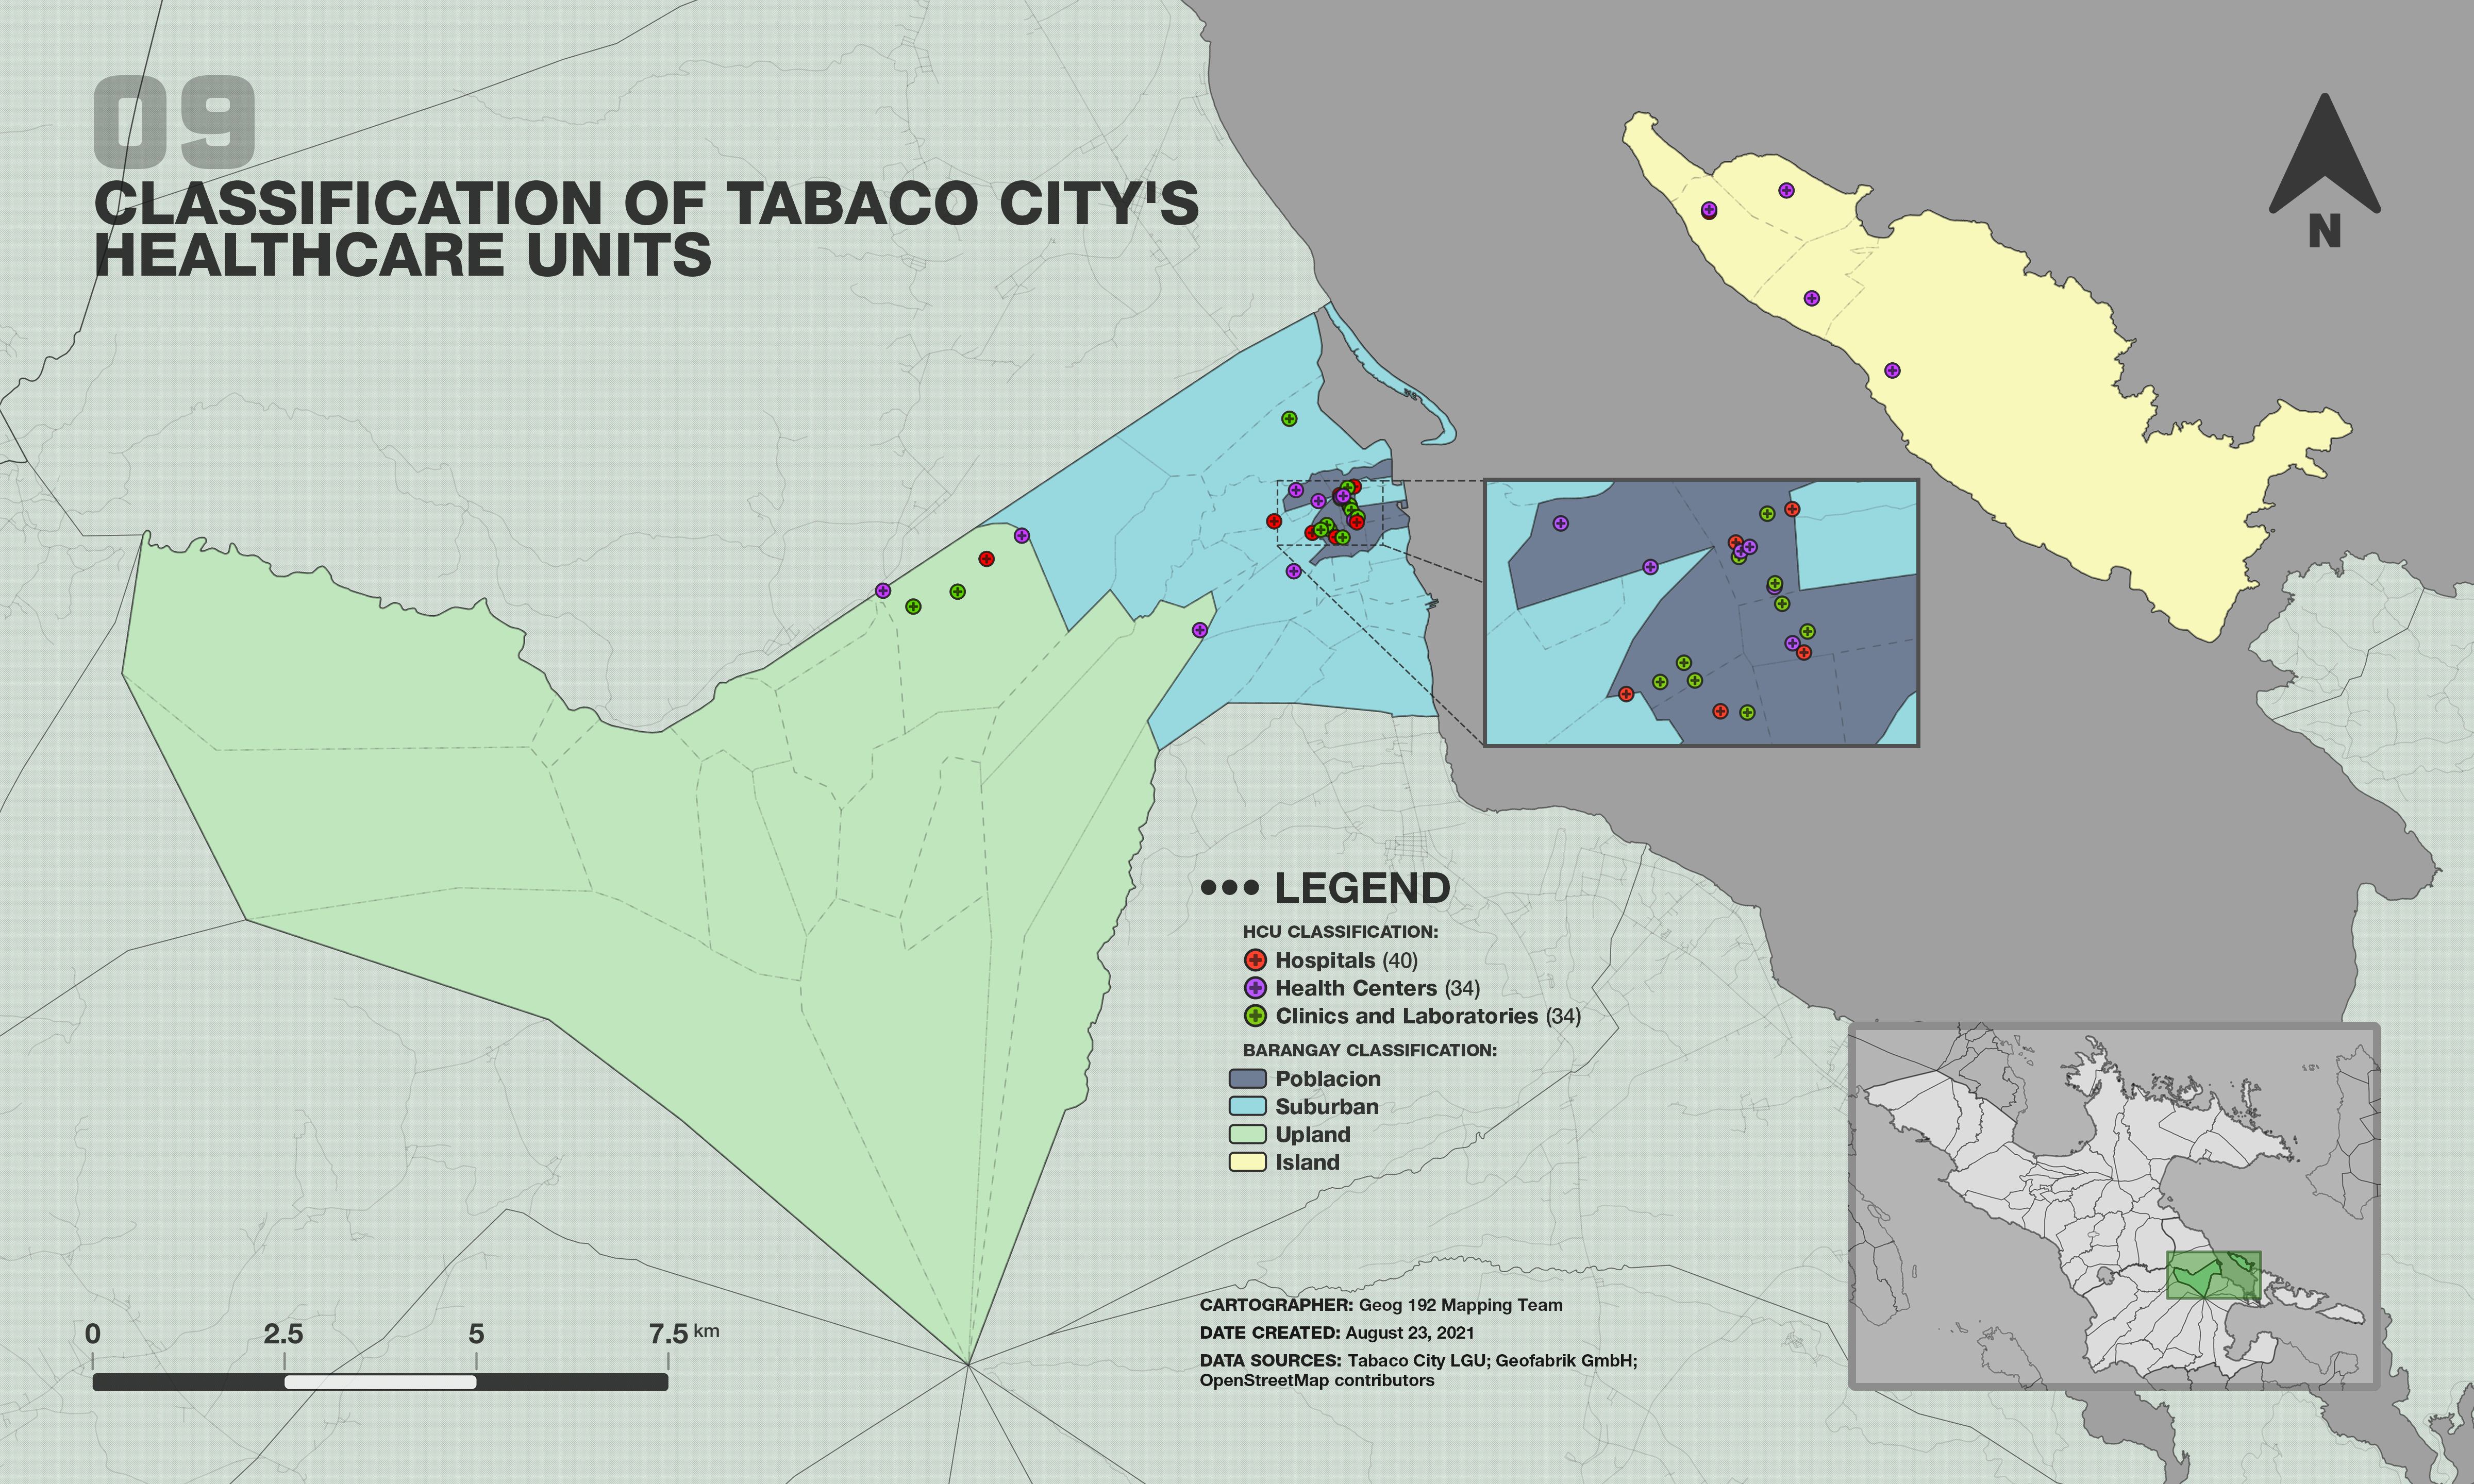 09
CLASSIFICATION OF TABACO CITY'S
HEALTHCARE UNITS
N
LEGEND
HCU CLASSIFICATION:
Hospitals (40)
Health Centers (34)
Clinics and Laboratories (34)
BARANGAY CLASSIFICATION:
Poblacion
Suburban
Upland
Island
CARTOGRAPHER: Geog 192 Mapping Team
DATE CREATED: August 23, 2021
DATA SOURCES: Tabaco City LGU; Geofabrik GmbH;
OpenStreetMap contributors
0 2.5 5 7.5 km